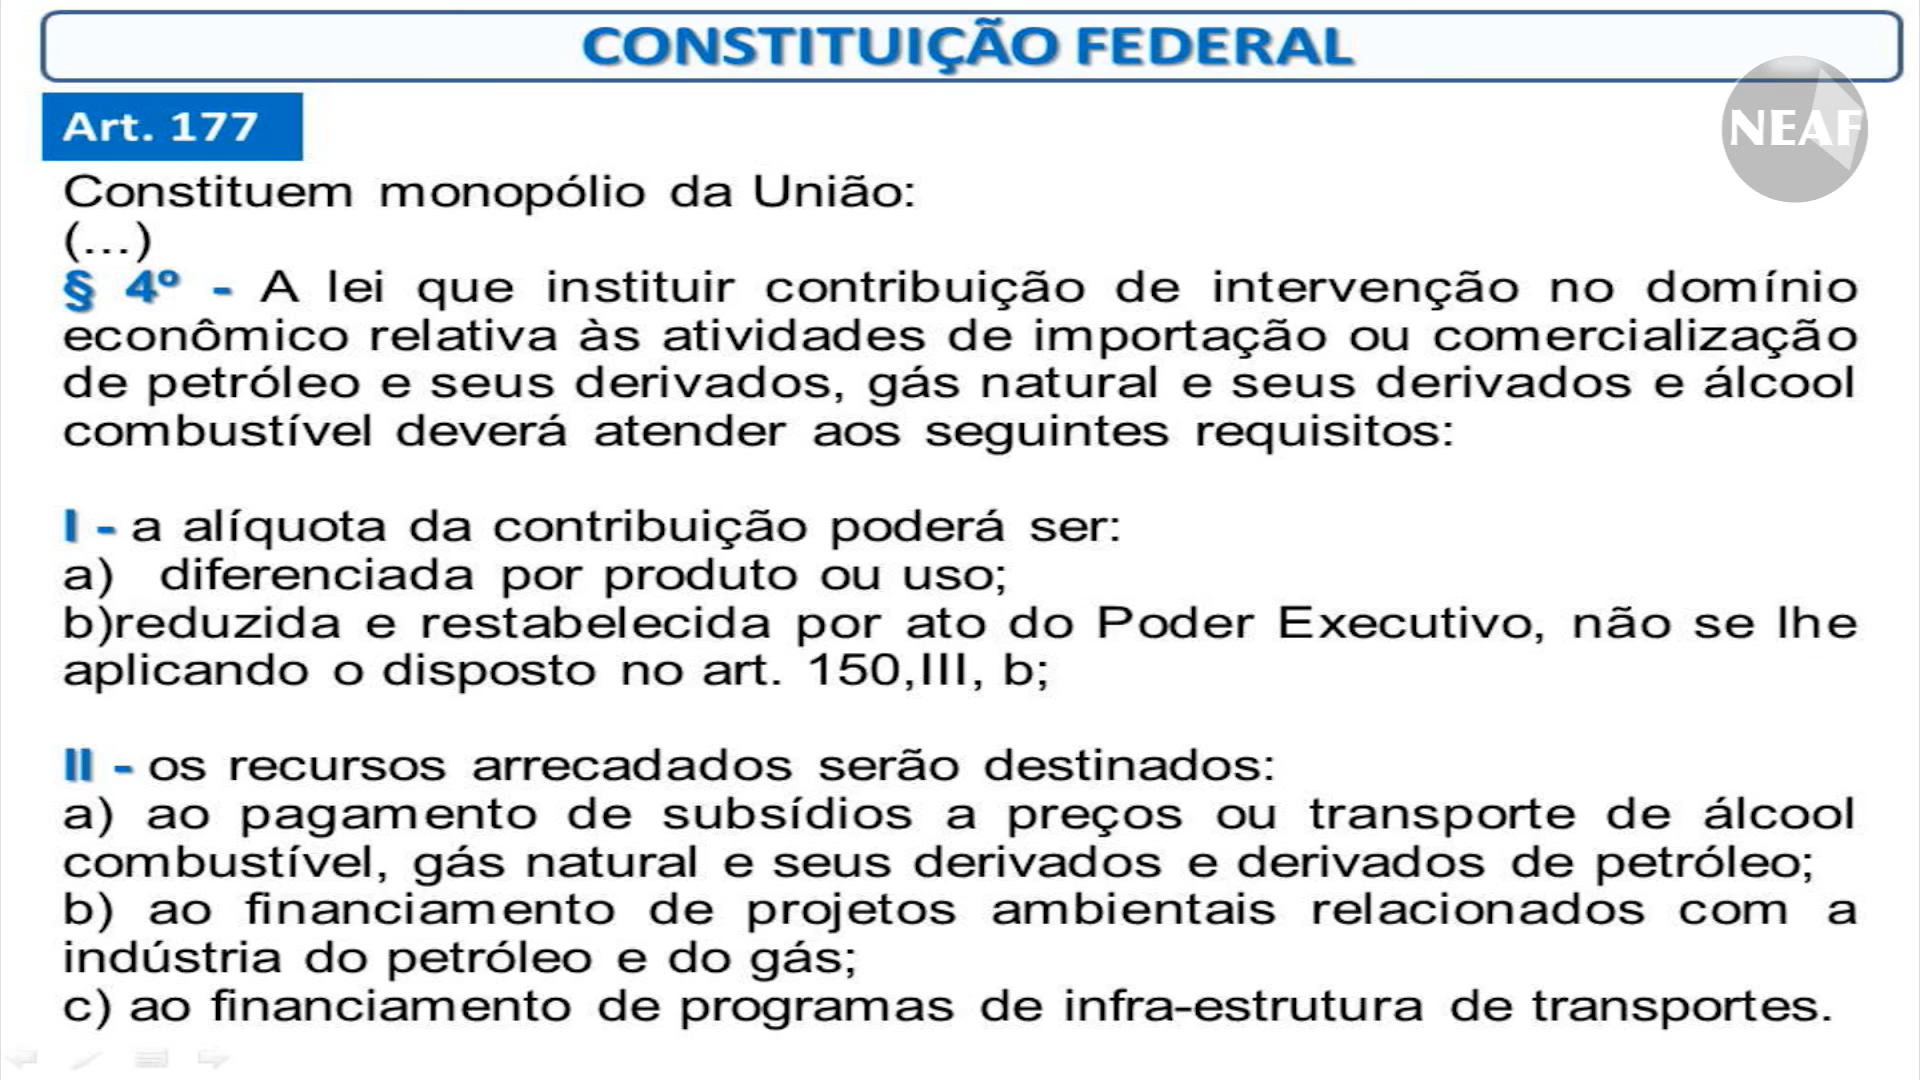 CONSTITUIÇÃO FEDERAL
NEAF
Art. 177
Constituem monopólio da União:
(...)
§ 4º - A lei que instituir contribuição de intervenção no domínio
econômico relativa às atividades de importação ou comercialização
de petróleo e seus derivados, gás natural e seus derivados e álcool
combustível deverá atender aos seguintes requisitos:
I - a alíquota da contribuição poderá ser:
a) diferenciada por produto ou uso;
b)reduzida e restabelecida por ato do Poder Executivo, não se lhe
aplicando o disposto no art. 150,III, b;
II - os recursos arrecadados serão destinados:
a) ao pagamento de subsídios a preços ou transporte de álcool
combustível, gás natural e seus derivados e derivados de petróleo;
b) ao financiamento de projetos ambientais relacionados com a
indústria do petróleo e do gás;
c) ao financiamento de programas de infra-estrutura de transportes.